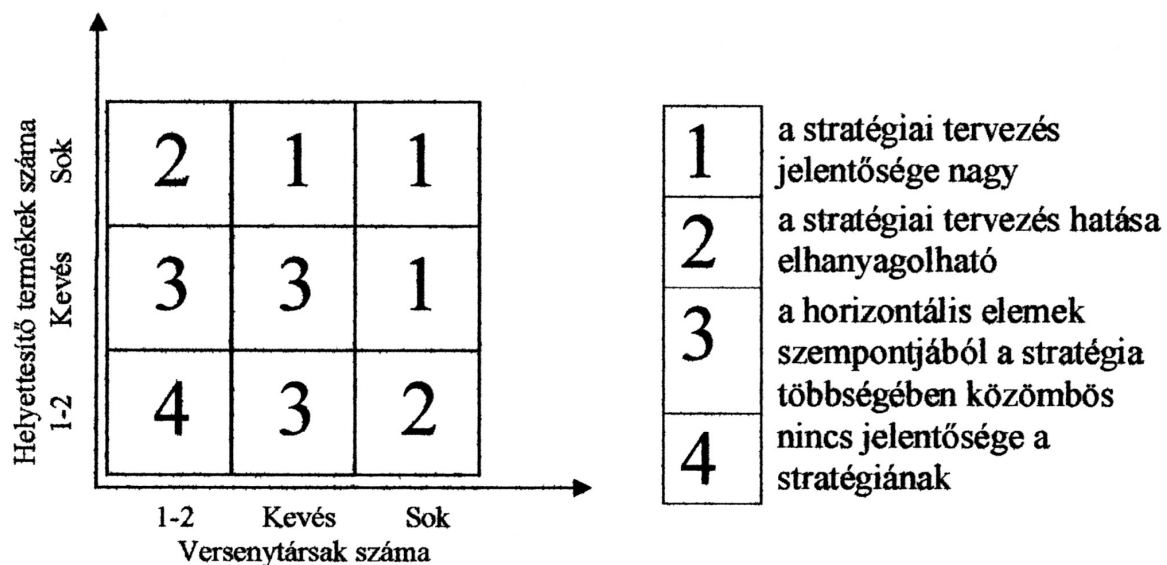 Helyettesítő termékek száma
Sok
2 1 1
Kevés
3 3 1
1-2
4 3 2
1-2 Kevés Sok
Versenytársak száma
1
a stratégiai tervezés
jelentősége nagy
2
a stratégiai tervezés hatása
elhanyagolható
3
a horizontális elemek
szempontjából a stratégia
többségében közömbös
4
nincs jelentősége a
stratégiának